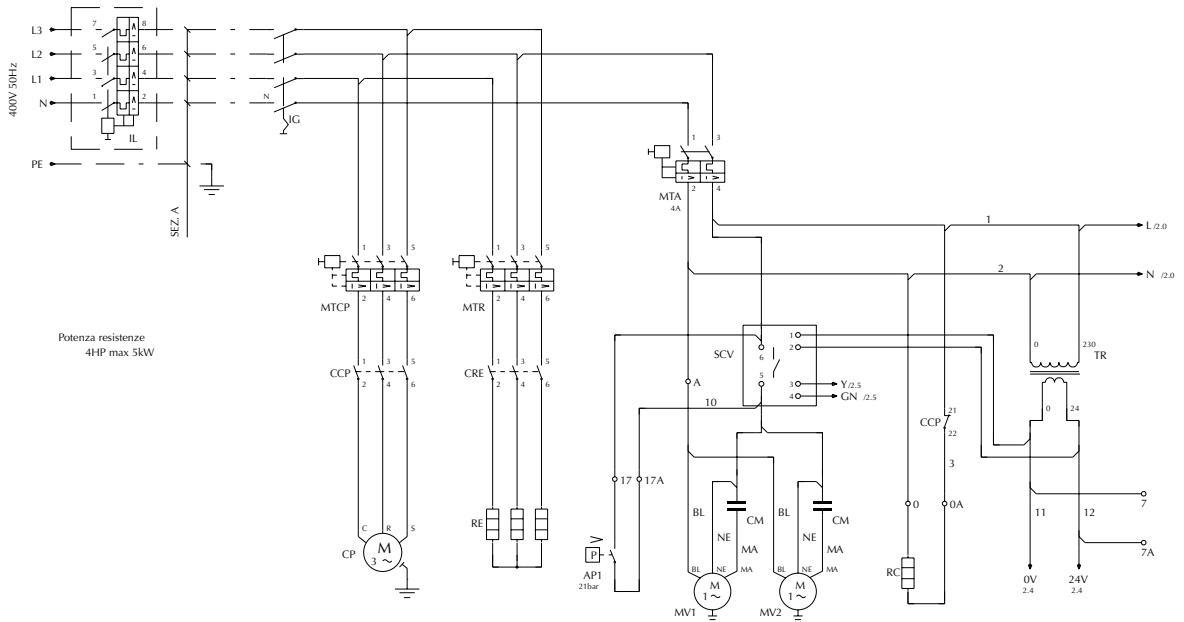 400V 50Hz
L3
7
8
L2
5
6
L1
3
4
N
1
2
N
IG
IL
PE
SEZ. A
1 3
MTA
4A
2 4
1
L /2.0
2
N /2.0
1 3 5
MTCP
2 4 6
1 3 5
MTR
2 4 6
Potenza resistenze
4HP max 5kW
SCV
6
5
1
2
3
4
Y/2.5
GN /2.5
0 230
TR
0 24
CCP
1 3 5
2 4 6
CRE
1 3 5
2 4 6
A
10
CCP
21
22
3
17
17A
0
0A
7
7A
11
12
RE
BL
NE
CM
MA
BL
NE
CM
MA
C R S
CP
M
3 ~
P
AP1
21bar
BL NE MA
M
1 ~
MV1
BL NE MA
M
1 ~
MV2
RC
0V
2.4
24V
2.4